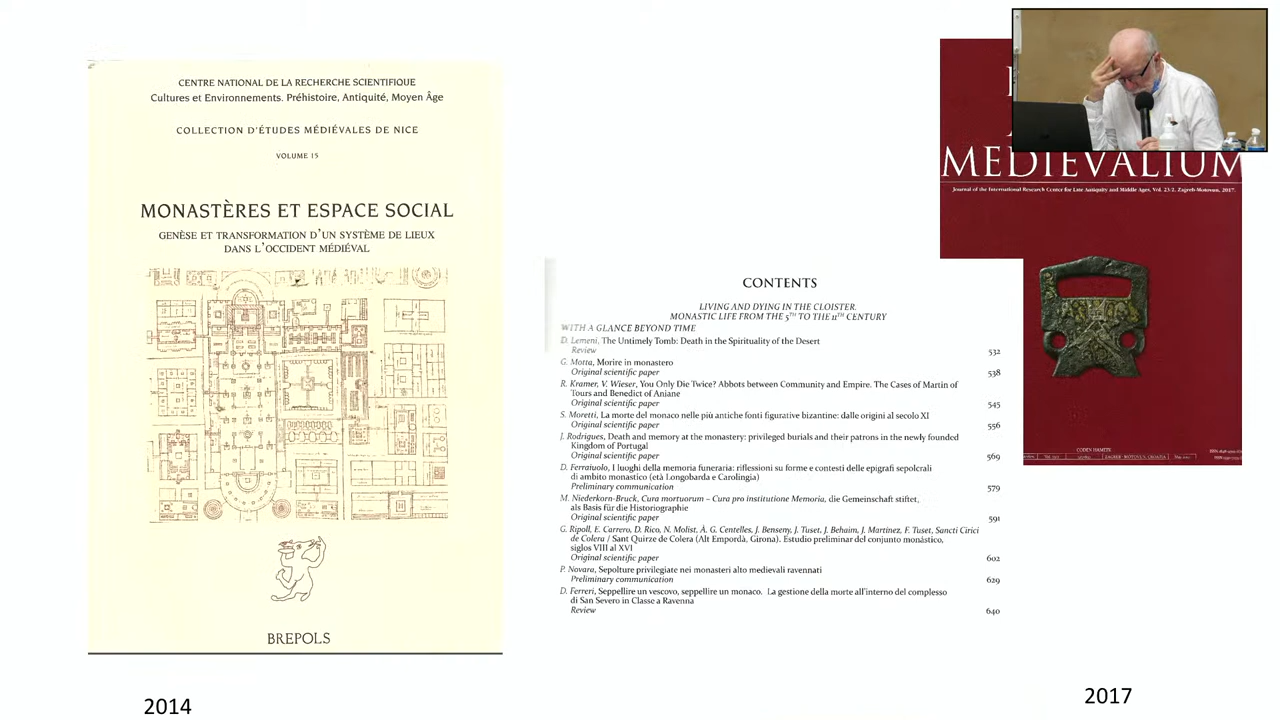 CENTRE NATIONAL DE LA RECHERCHE SCIENTIFIQUE
Cultures et Environnements. Préhistoire, Antiquité, Moyen Âge
COLLECTION D'ÉTUDES MÉDIÉVALES DE NICE
VOLUME 15
MONASTÈRES ET ESPACE SOCIAL
GENÈSE ET TRANSFORMATION D'UN SYSTÈME DE LIEUX
DANS L'OCCIDENT MÉDIÉVAL
BREPOLS
2014
CONTENTS
LIVING AND DYING IN THE CLOISTER.
MONASTIC LIFE FROM THE 5TH TO THE 11TH CENTURY
WITH A GLANCE BEYOND TIME
D. Lemeni, The Untimely Tomb: Death in the Spirituality of the Desert
Review 532
G. Motta, Morire in monastero
Original scientific paper 538
R. Kramer, V. Wieser, You Only Die Twice? Abbots between Community and Empire. The Cases of Martin of
Tours and Benedict of Aniane
Original scientific paper 545
S. Moretti, La morte del monaco nelle più antiche fonti figurative bizantine: dalle origini al secolo XI
Original scientific paper 556
J. Rodrigues, Death and memory at the monastery: privileged burials and their patrons in the newly founded
Kingdom of Portugal
Original scientific paper 569
D. Ferraiuolo, I luoghi della memoria funeraria: riflessioni su forme e contesti delle epigrafi sepolcrali
di ambito monastico (età Longobarda e Carolingia)
Preliminary communication 579
M. Niederkorn-Bruck, Cura mortuorum – Cura pro institutione Memoria, die Gemeinschaft stiftet,
als Basis für die Historiographie
Original scientific paper 591
G. Ripoll, E. Carrero, D. Rico, N. Molist, À. G. Centelles, J. Benseny, J. Tuset, J. Behaim, J. Martínez, F. Tuset, Sancti Cirici
de Colera / Sant Quirze de Colera (Alt Empordà, Girona). Estudio preliminar del conjunto monástico,
siglos VIII al XVI
Original scientific paper 602
P. Novara, Sepolture privilegiate nei monasteri alto medievali ravennati
Preliminary communication 629
D. Ferreri, Seppellire un vescovo, seppellire un monaco. La gestione della morte all'interno del complesso
di San Severo in Classe a Ravenna
Review 640
MEDIEVALIUM
Journal of the International Research Center for Late Antiquity and Middle Ages, Vol. 23/2, Zagreb-Motovun, 2017.
CODEN HAMEFE
ZAGREB - MOTOVUN, CROATIA
2017